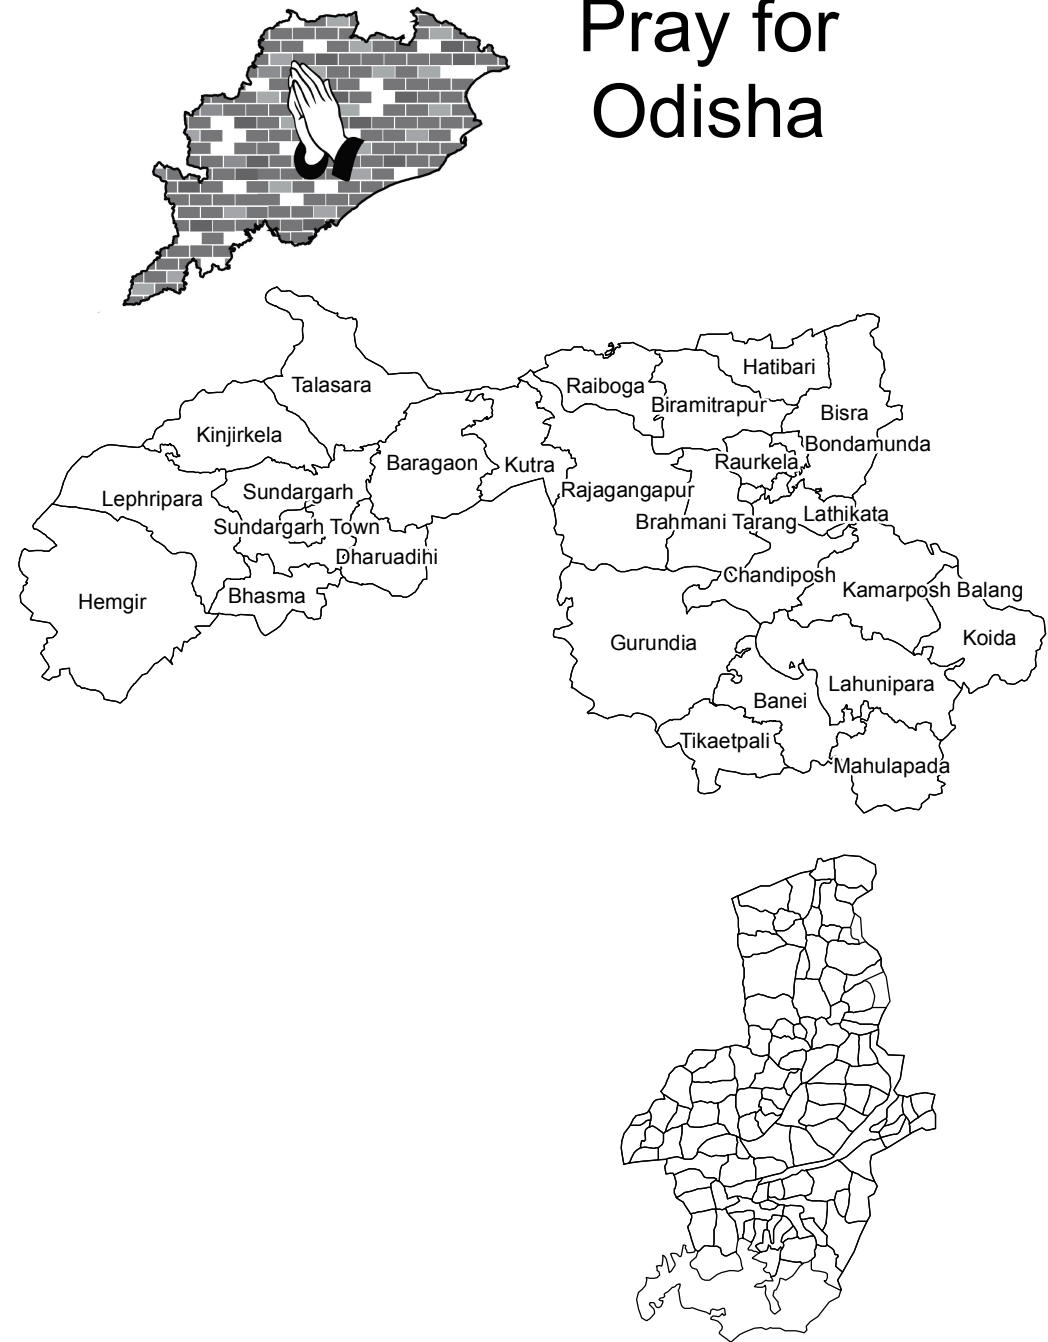 Pray for
Odisha
Talasara
Kinjirkela
Lephripara
Sundargarh
Sundargarh Town
Baragaon
Kutra
Dharuadihi
Bhasma
Hemgir
Raiboga
Biramitrapur
Hatibari
Bisra
Bondamunda
Raurkela
Rajagangapur
Brahmani Tarang
Lathikata
Chandiposh
Kamarposh Balang
Koida
Gurundia
Lahunipara
Banei
Tikaetpali
Mahulapada